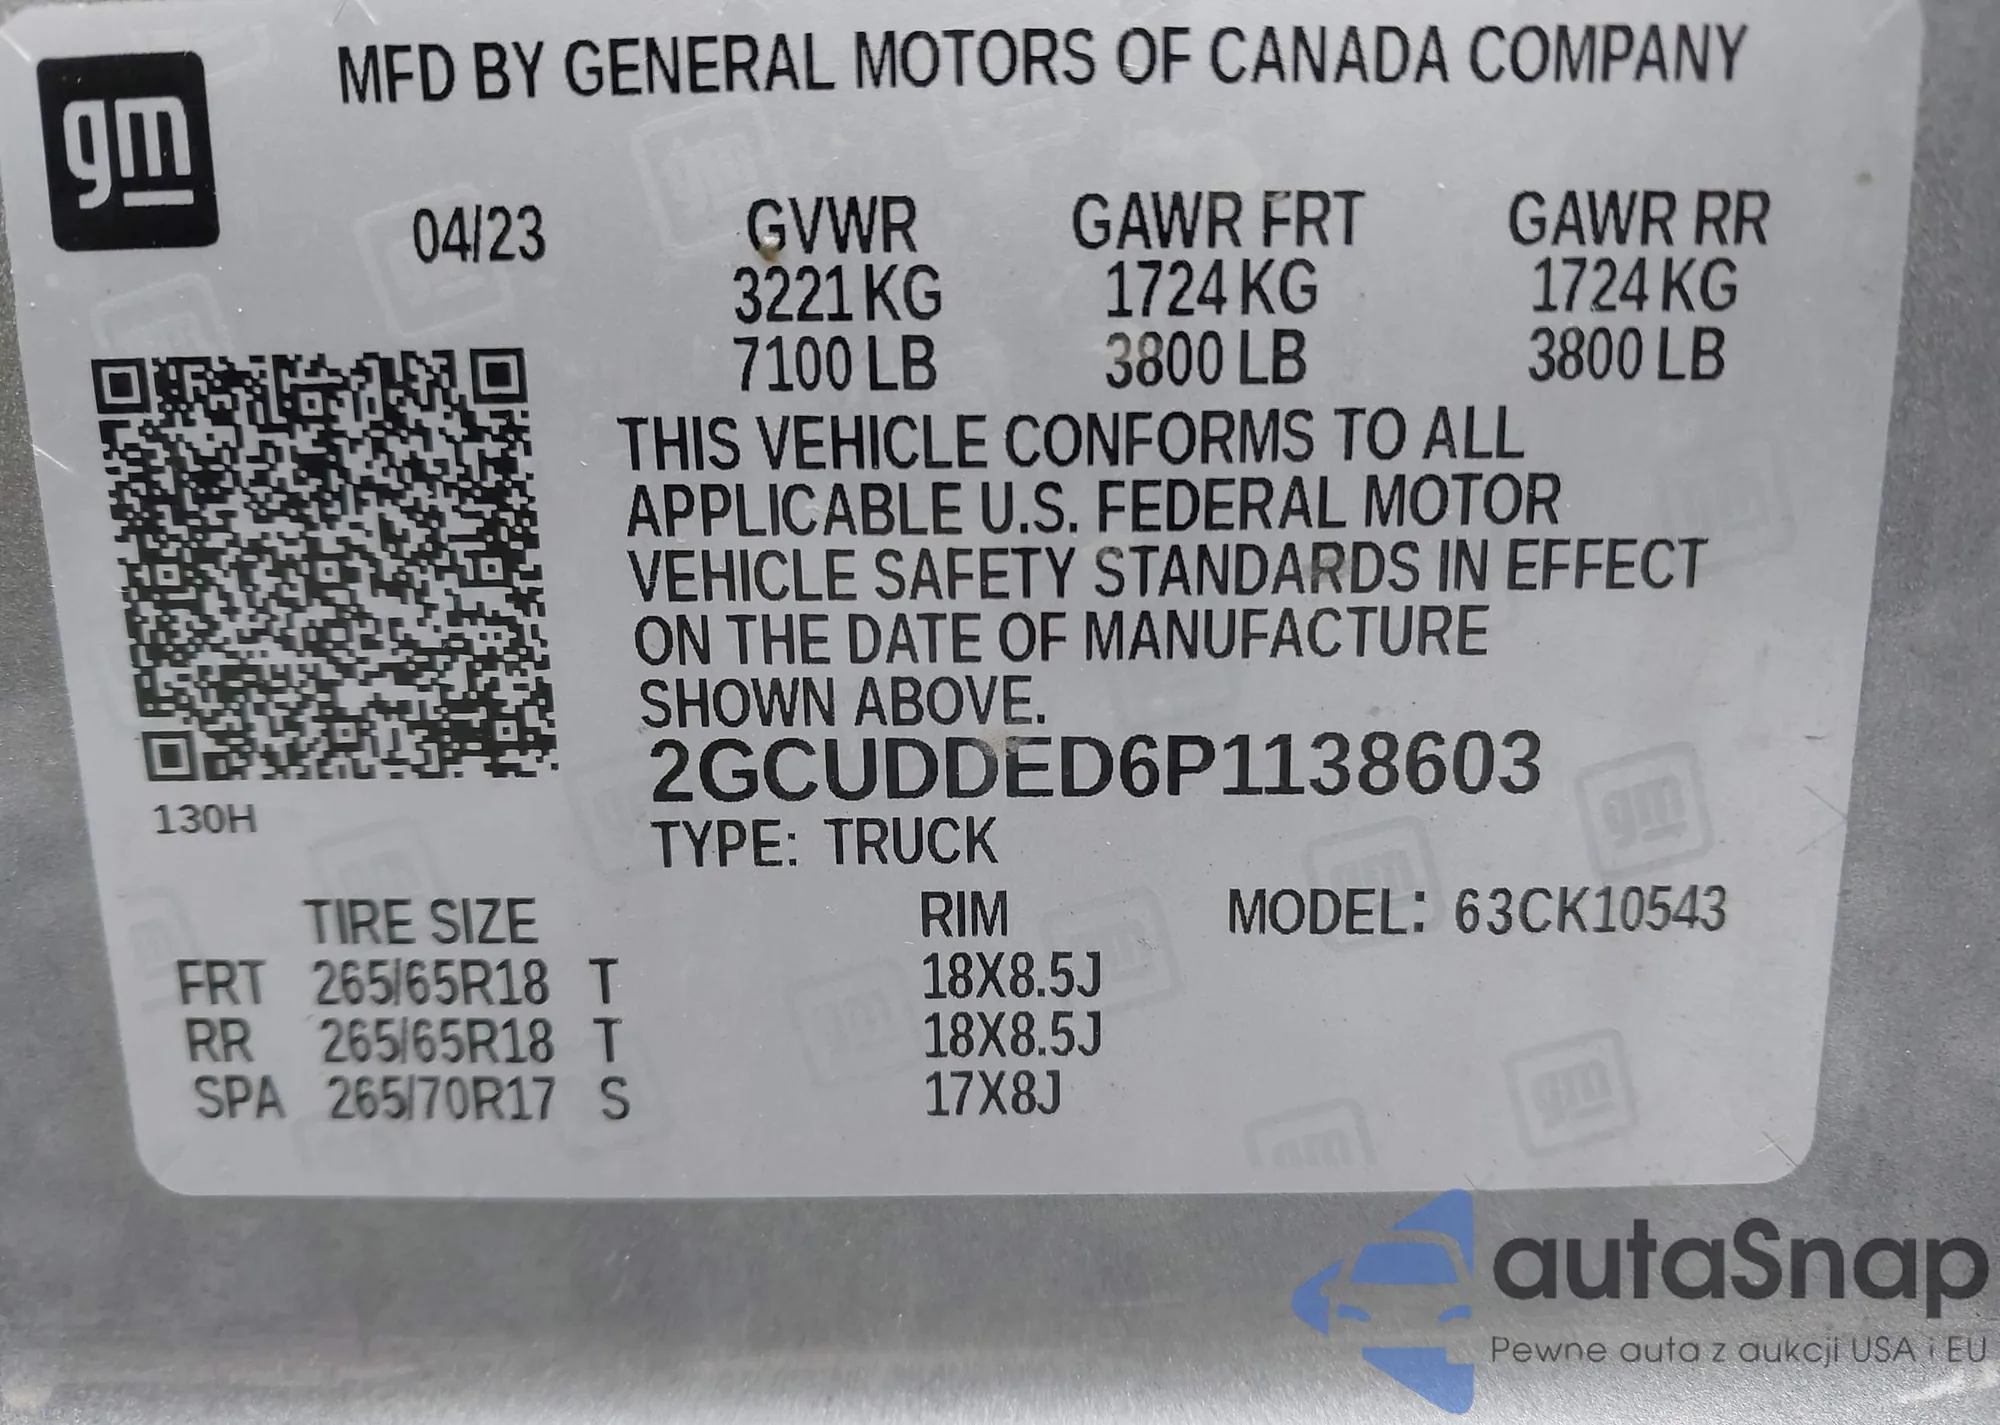 gm
MFD BY GENERAL MOTORS OF CANADA COMPANY
04/23 GVWR GAWR FRT GAWR RR
3221 KG 1724 KG 1724 KG
7100 LB 3800 LB 3800 LB
THIS VEHICLE CONFORMS TO ALL
APPLICABLE U.S. FEDERAL MOTOR
VEHICLE SAFETY STANDARDS IN EFFECT
ON THE DATE OF MANUFACTURE
SHOWN ABOVE.
2GCUDDED6P1138603
130H
TYPE: TRUCK
TIRE SIZE RIM MODEL: 63CK10543
FRT 265/65R18 T 18X8.5J
RR 265/65R18 T 18X8.5J
SPA 265/70R17 S 17X8J
autaSnap
Pewne auta z aukcji USA i EU